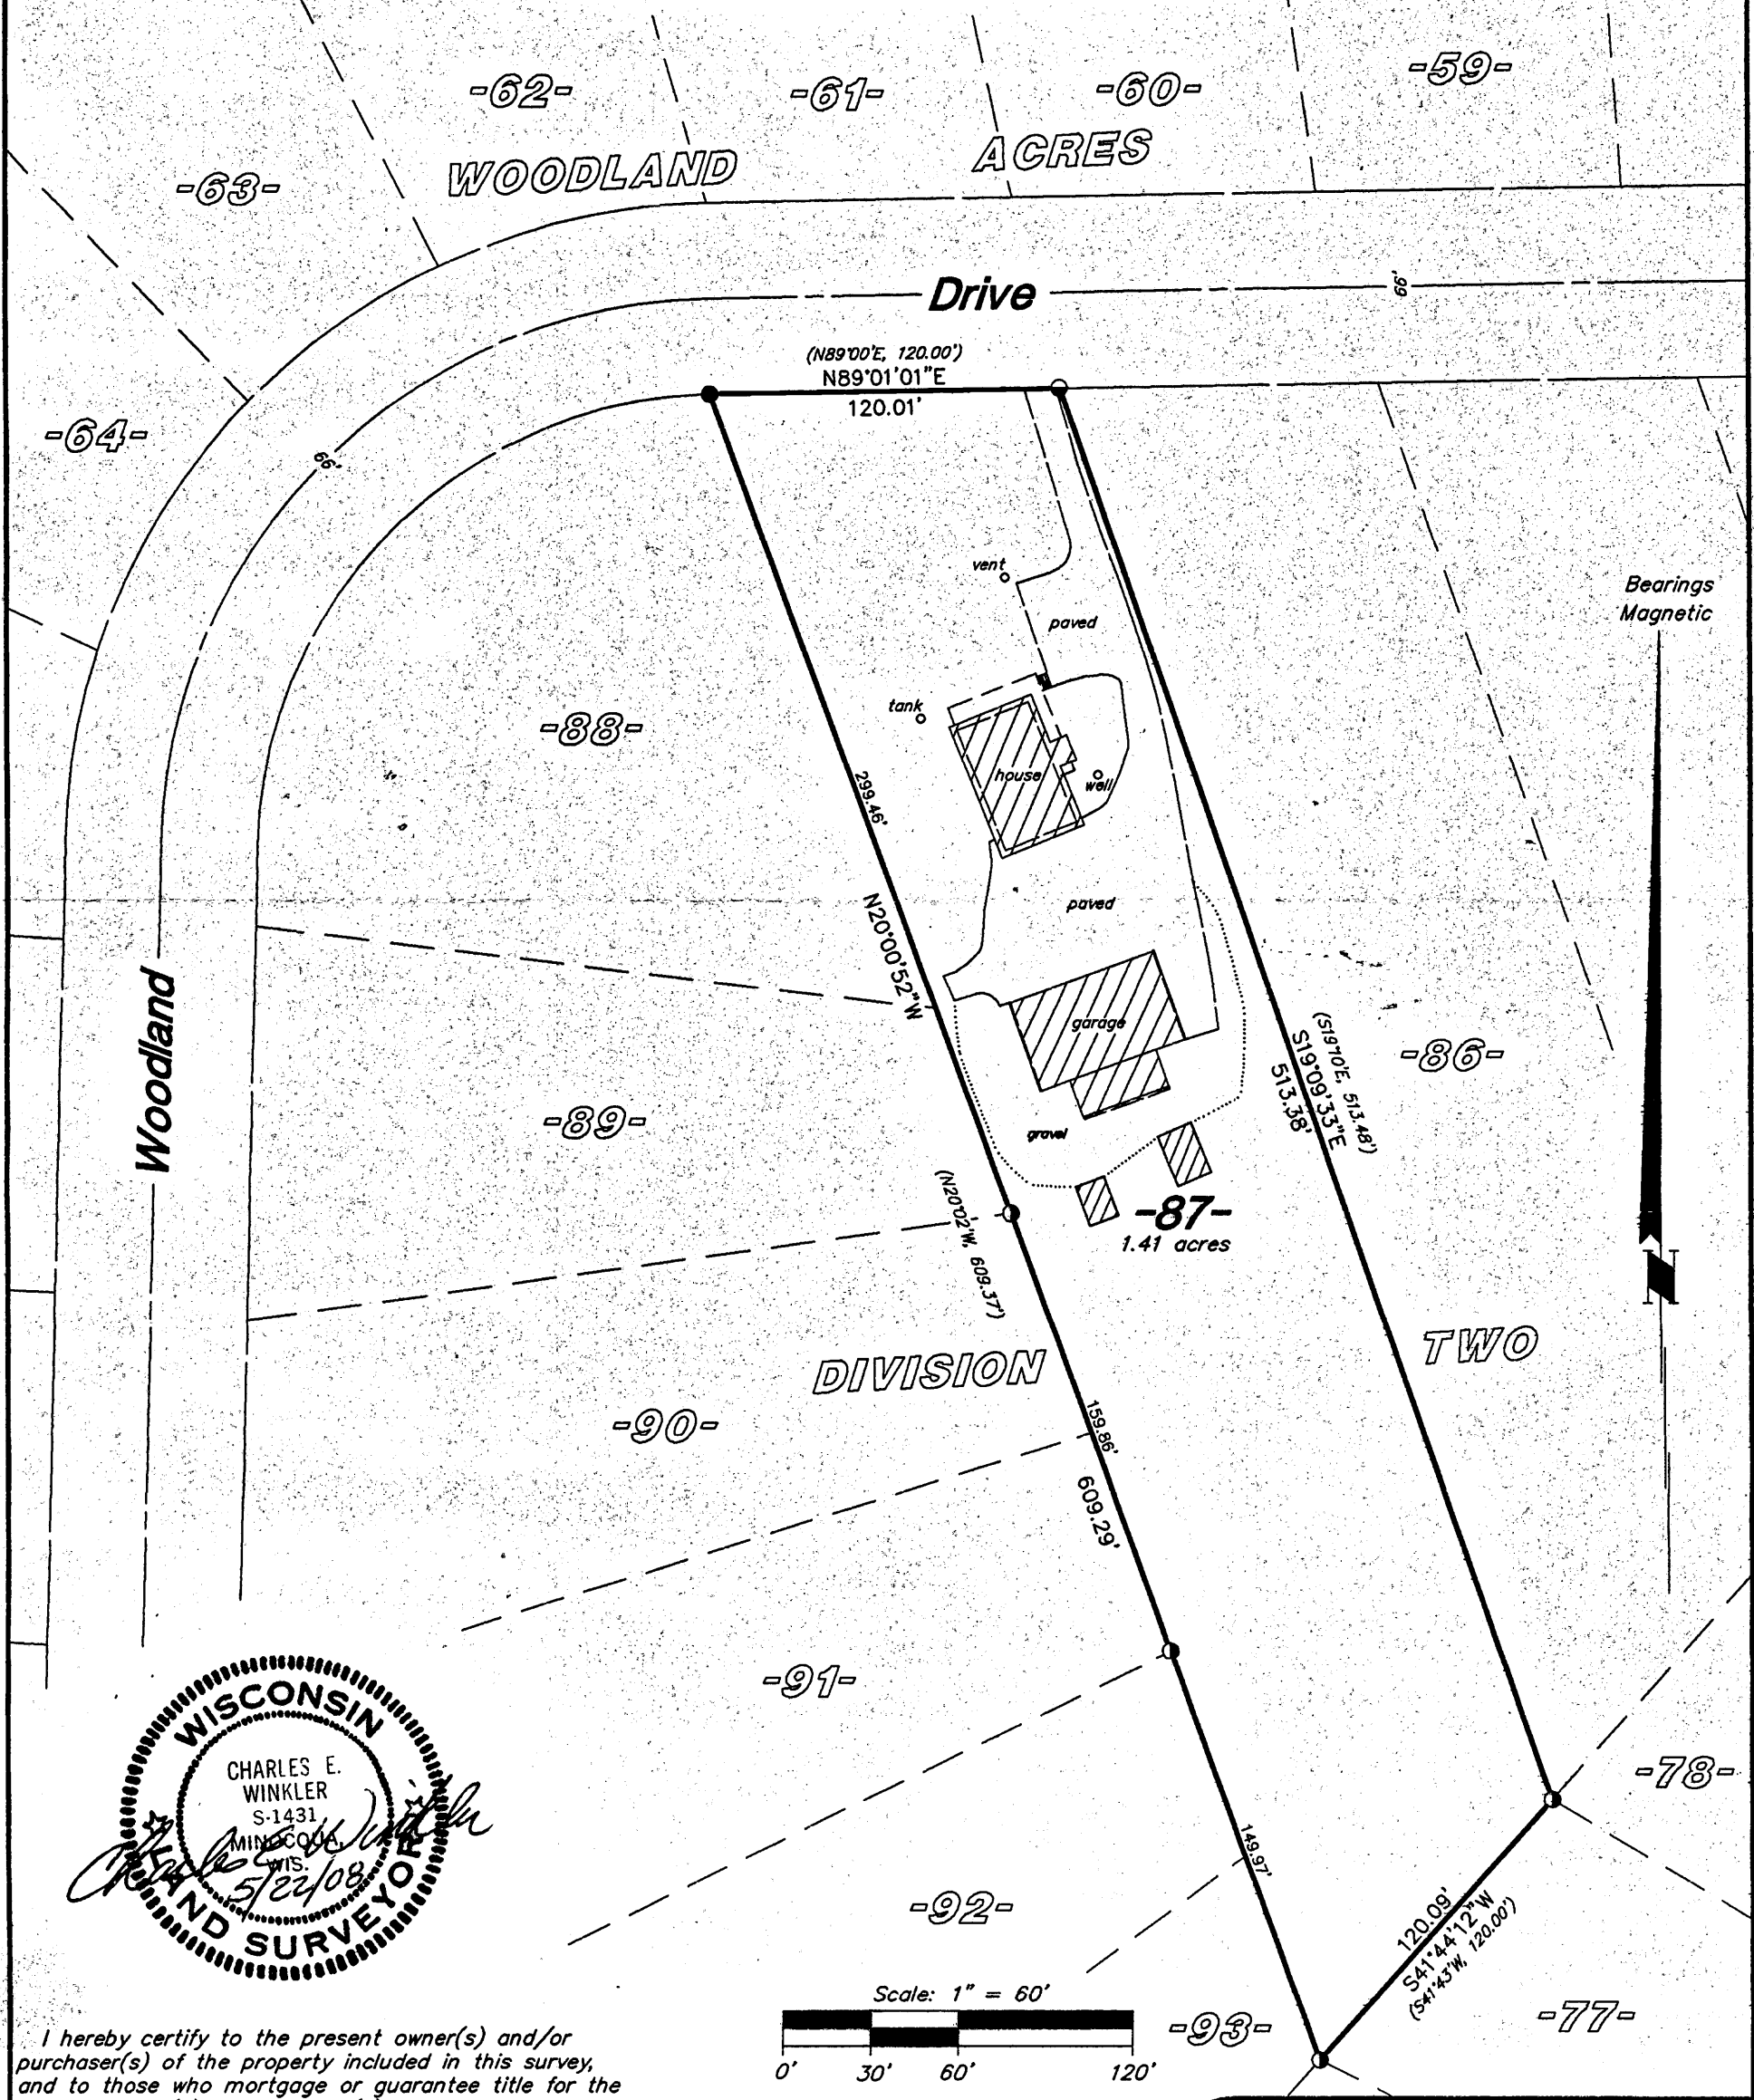 -62-
-61-
-60-
-59-
-63-
WOODLAND ACRES
Drive
66'
(N89°00'E, 120.00')
N89°01'01"E
120.01'
-64-
66'
vent
paved
Bearings
Magnetic
tank
-88-
house
well
299.46'
paved
N20°00'52"W
Woodland
garage
(S19°10'E, 513.48')
S19°09'33"E
513.38'
-86-
-89-
gravel
(N20°02'W, 609.37')
-87-
1.41 acres
N
DIVISION
TWO
-90-
159.86'
609.29'
-91-
-78-
WISCONSIN
CHARLES E.
WINKLER
S-1431
MINOCQUA,
WIS.
Charles E. Winkler
5/22/08
LAND SURVEYOR
149.97'
-92-
120.09'
S41°44'12"W
(S41°43'W, 120.00')
Scale: 1" = 60'
-93-
-77-
0' 30' 60' 120'
I hereby certify to the present owner(s) and/or
purchaser(s) of the property included in this survey,
and to those who mortgage or guarantee title for the